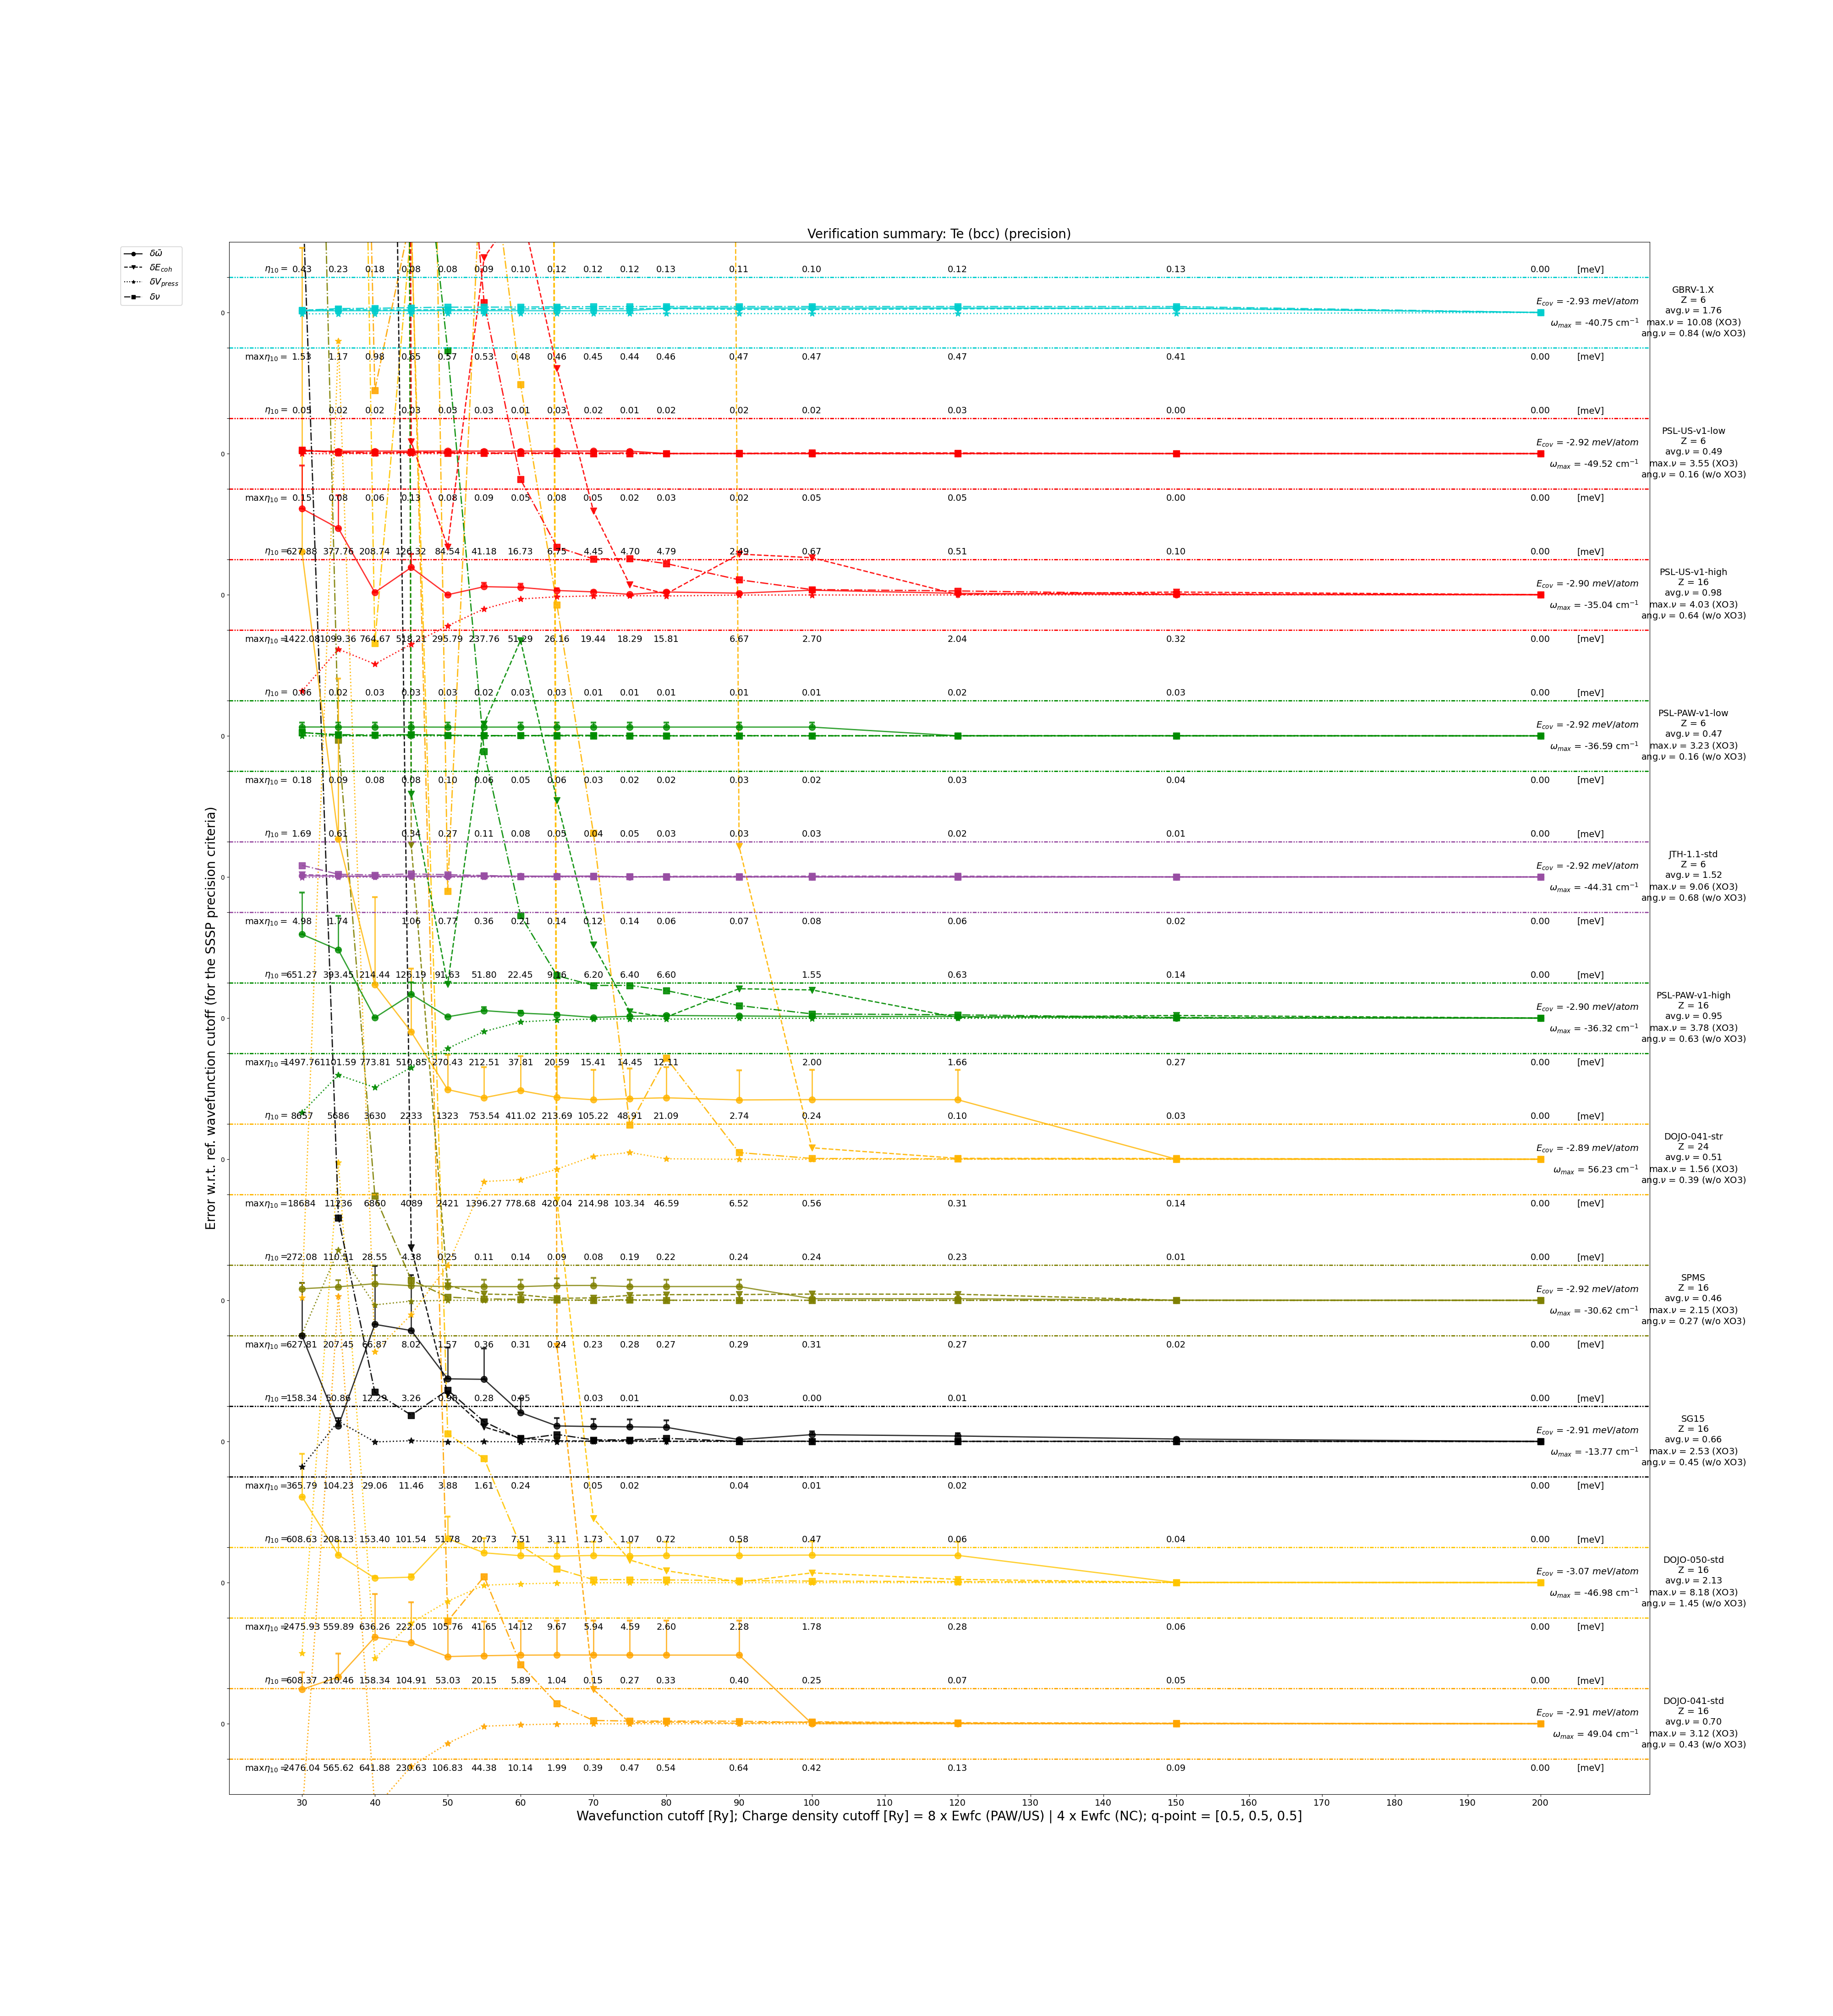 Verification summary: Te (bcc) (precision)
δω̄
δE_coh
δV_press
δν
Error w.r.t. ref. wavefunction cutoff (for the SSSP precision criteria)
η₁₀ = 0.43 0.23 0.18 0.08 0.08 0.09 0.10 0.12 0.12 0.12 0.13 0.11 0.10 0.12 0.13 0.00 [meV]
0
E_cov = -2.93 meV/atom
ω_max = -40.75 cm⁻¹
GBRV-1.X
Z = 6
avg.ν = 1.76
max.ν = 10.08 (XO3)
ang.ν = 0.84 (w/o XO3)
maxη₁₀ = 1.53 1.17 0.98 0.65 0.57 0.53 0.48 0.46 0.45 0.44 0.46 0.47 0.47 0.47 0.41 0.00 [meV]
η₁₀ = 0.05 0.02 0.02 0.03 0.03 0.03 0.01 0.03 0.02 0.01 0.02 0.02 0.02 0.03 0.00 0.00 [meV]
0
E_cov = -2.92 meV/atom
ω_max = -49.52 cm⁻¹
PSL-US-v1-low
Z = 6
avg.ν = 0.49
max.ν = 3.55 (XO3)
ang.ν = 0.16 (w/o XO3)
maxη₁₀ = 0.15 0.08 0.06 0.13 0.08 0.09 0.05 0.08 0.05 0.02 0.03 0.02 0.05 0.05 0.00 0.00 [meV]
η₁₀ = 627.88 377.76 208.74 126.32 84.54 41.18 16.73 6.75 4.45 4.70 4.79 2.49 0.67 0.51 0.10 0.00 [meV]
0
E_cov = -2.90 meV/atom
ω_max = -35.04 cm⁻¹
PSL-US-v1-high
Z = 16
avg.ν = 0.98
max.ν = 4.03 (XO3)
ang.ν = 0.64 (w/o XO3)
maxη₁₀ = 1422.08 1099.36 764.67 518.21 295.79 237.76 51.29 26.16 19.44 18.29 15.81 6.67 2.70 2.04 0.32 0.00 [meV]
η₁₀ = 0.06 0.02 0.03 0.03 0.03 0.02 0.03 0.03 0.01 0.01 0.01 0.01 0.01 0.02 0.03 0.00 [meV]
0
E_cov = -2.92 meV/atom
ω_max = -36.59 cm⁻¹
PSL-PAW-v1-low
Z = 6
avg.ν = 0.47
max.ν = 3.23 (XO3)
ang.ν = 0.16 (w/o XO3)
maxη₁₀ = 0.18 0.09 0.08 0.08 0.10 0.06 0.05 0.06 0.03 0.02 0.02 0.03 0.02 0.03 0.04 0.00 [meV]
η₁₀ = 1.69 0.61 0.34 0.27 0.11 0.08 0.05 0.04 0.05 0.03 0.03 0.03 0.02 0.01 0.00 [meV]
0
E_cov = -2.92 meV/atom
ω_max = -44.31 cm⁻¹
JTH-1.1-std
Z = 6
avg.ν = 1.52
max.ν = 9.06 (XO3)
ang.ν = 0.68 (w/o XO3)
maxη₁₀ = 4.98 1.74 1.06 0.77 0.36 0.21 0.14 0.12 0.14 0.06 0.07 0.08 0.06 0.02 0.00 [meV]
η₁₀ = 651.27 393.45 214.44 126.19 91.63 51.80 22.45 9.16 6.20 6.40 6.60 1.55 0.63 0.14 0.00 [meV]
0
E_cov = -2.90 meV/atom
ω_max = -36.32 cm⁻¹
PSL-PAW-v1-high
Z = 16
avg.ν = 0.95
max.ν = 3.78 (XO3)
ang.ν = 0.63 (w/o XO3)
maxη₁₀ = 1497.76 1101.59 773.81 510.85 270.43 212.51 37.81 20.59 15.41 14.45 12.11 2.00 1.66 0.27 0.00 [meV]
η₁₀ = 8657 5686 3630 2233 1323 753.54 411.02 213.69 105.22 48.91 21.09 2.74 0.24 0.10 0.03 0.00 [meV]
0
E_cov = -2.89 meV/atom
ω_max = 56.23 cm⁻¹
DOJO-041-str
Z = 24
avg.ν = 0.51
max.ν = 1.56 (XO3)
ang.ν = 0.39 (w/o XO3)
maxη₁₀ = 18684 11236 6860 4089 2421 1396.27 778.68 420.04 214.98 103.34 46.59 6.52 0.56 0.31 0.14 0.00 [meV]
η₁₀ = 272.08 110.51 28.55 4.38 0.25 0.11 0.14 0.09 0.08 0.19 0.22 0.24 0.24 0.23 0.01 0.00 [meV]
0
E_cov = -2.92 meV/atom
ω_max = -30.62 cm⁻¹
SPMS
Z = 16
avg.ν = 0.46
max.ν = 2.15 (XO3)
ang.ν = 0.27 (w/o XO3)
maxη₁₀ = 627.81 207.45 66.87 8.02 1.57 0.36 0.31 0.24 0.23 0.28 0.27 0.29 0.31 0.27 0.02 0.00 [meV]
η₁₀ = 158.34 50.86 12.29 3.26 0.28 0.05 0.03 0.01 0.03 0.00 0.01 0.00 [meV]
0
E_cov = -2.91 meV/atom
ω_max = -13.77 cm⁻¹
SG15
Z = 16
avg.ν = 0.66
max.ν = 2.53 (XO3)
ang.ν = 0.45 (w/o XO3)
maxη₁₀ = 365.79 104.23 29.06 11.46 3.88 1.61 0.24 0.05 0.02 0.04 0.01 0.02 0.00 [meV]
η₁₀ = 608.63 208.13 153.40 101.54 51.78 20.73 7.51 3.11 1.73 1.07 0.72 0.58 0.47 0.06 0.04 0.00 [meV]
0
E_cov = -3.07 meV/atom
ω_max = -46.98 cm⁻¹
DOJO-050-std
Z = 16
avg.ν = 2.13
max.ν = 8.18 (XO3)
ang.ν = 1.45 (w/o XO3)
maxη₁₀ = 2475.93 559.89 636.26 222.05 105.76 41.65 14.12 9.67 5.94 4.59 2.60 2.28 1.78 0.28 0.06 0.00 [meV]
η₁₀ = 608.37 210.46 158.34 104.91 53.03 20.15 5.89 1.04 0.15 0.27 0.33 0.40 0.25 0.07 0.05 0.00 [meV]
0
E_cov = -2.91 meV/atom
ω_max = 49.04 cm⁻¹
DOJO-041-std
Z = 16
avg.ν = 0.70
max.ν = 3.12 (XO3)
ang.ν = 0.43 (w/o XO3)
maxη₁₀ = 2476.04 565.62 641.88 230.63 106.83 44.38 10.14 1.99 0.39 0.47 0.54 0.64 0.42 0.13 0.09 0.00 [meV]
30 40 50 60 70 80 90 100 110 120 130 140 150 160 170 180 190 200
Wavefunction cutoff [Ry]; Charge density cutoff [Ry] = 8 x Ewfc (PAW/US) | 4 x Ewfc (NC); q-point = [0.5, 0.5, 0.5]